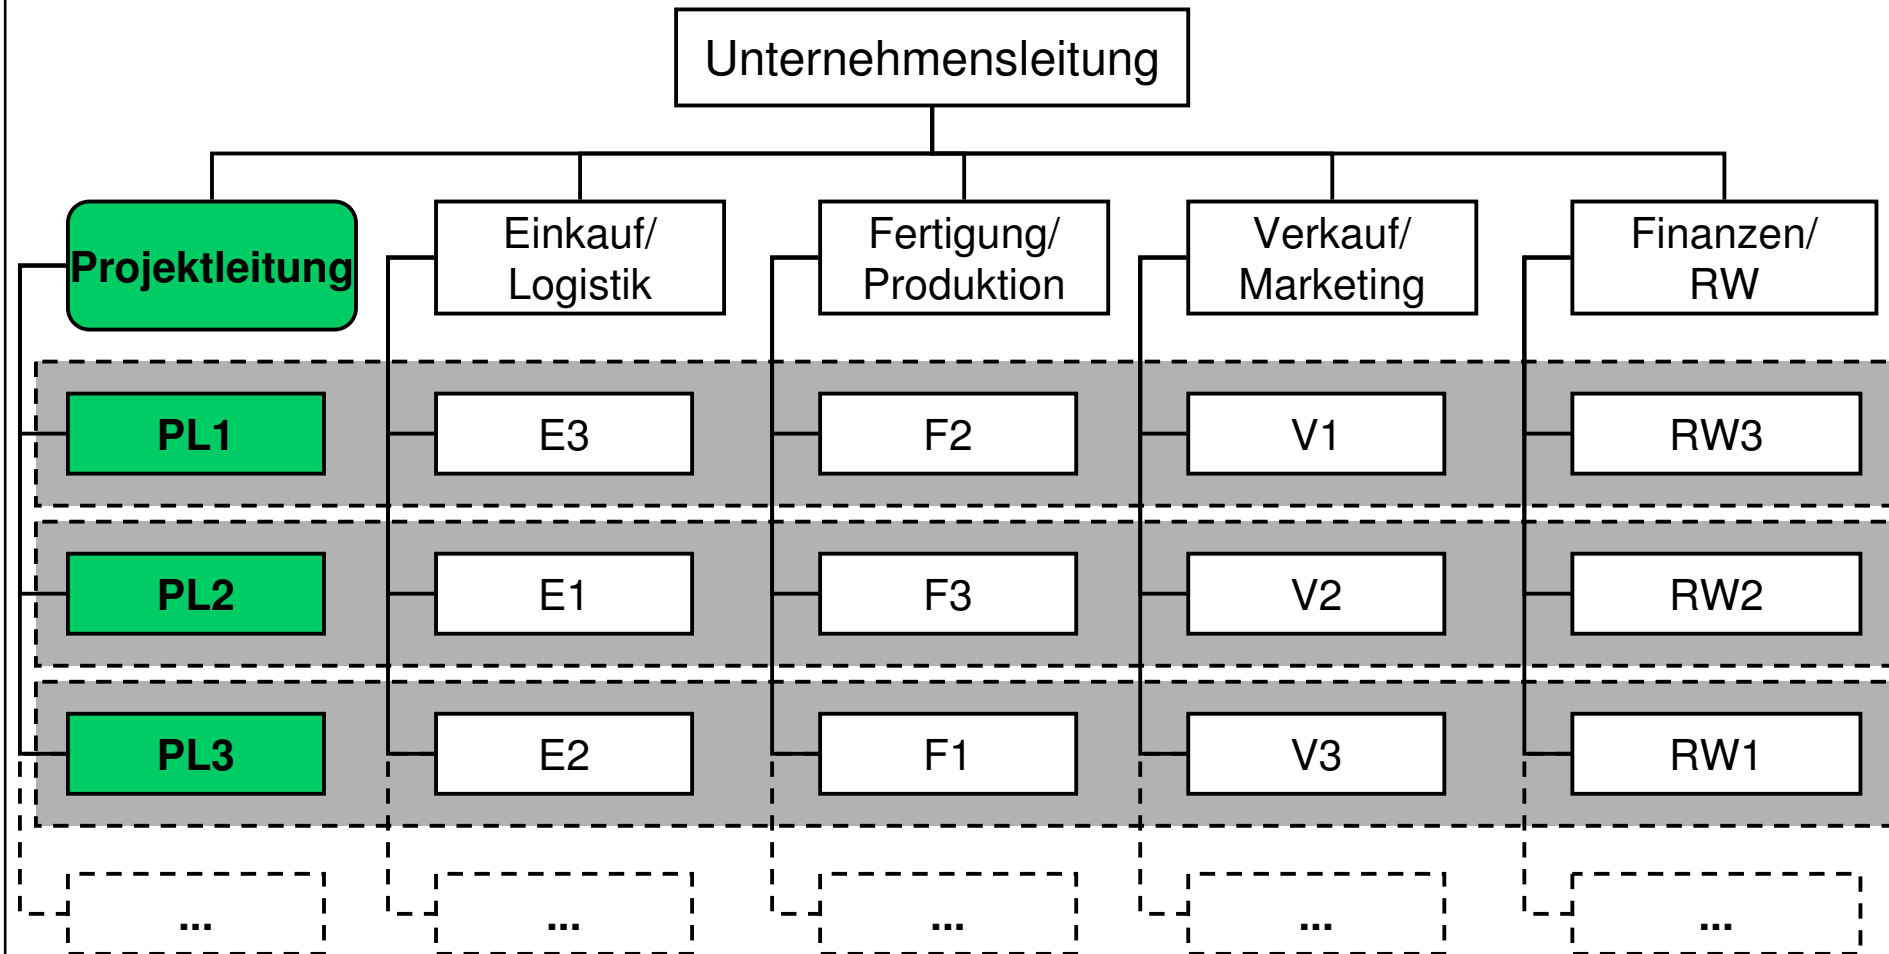 Unternehmensleitung
Projektleitung
Einkauf/
Logistik
Fertigung/
Produktion
Verkauf/
Marketing
Finanzen/
RW
PL1
E3
F2
V1
RW3
PL2
E1
F3
V2
RW2
PL3
E2
F1
V3
RW1
...
...
...
...
...